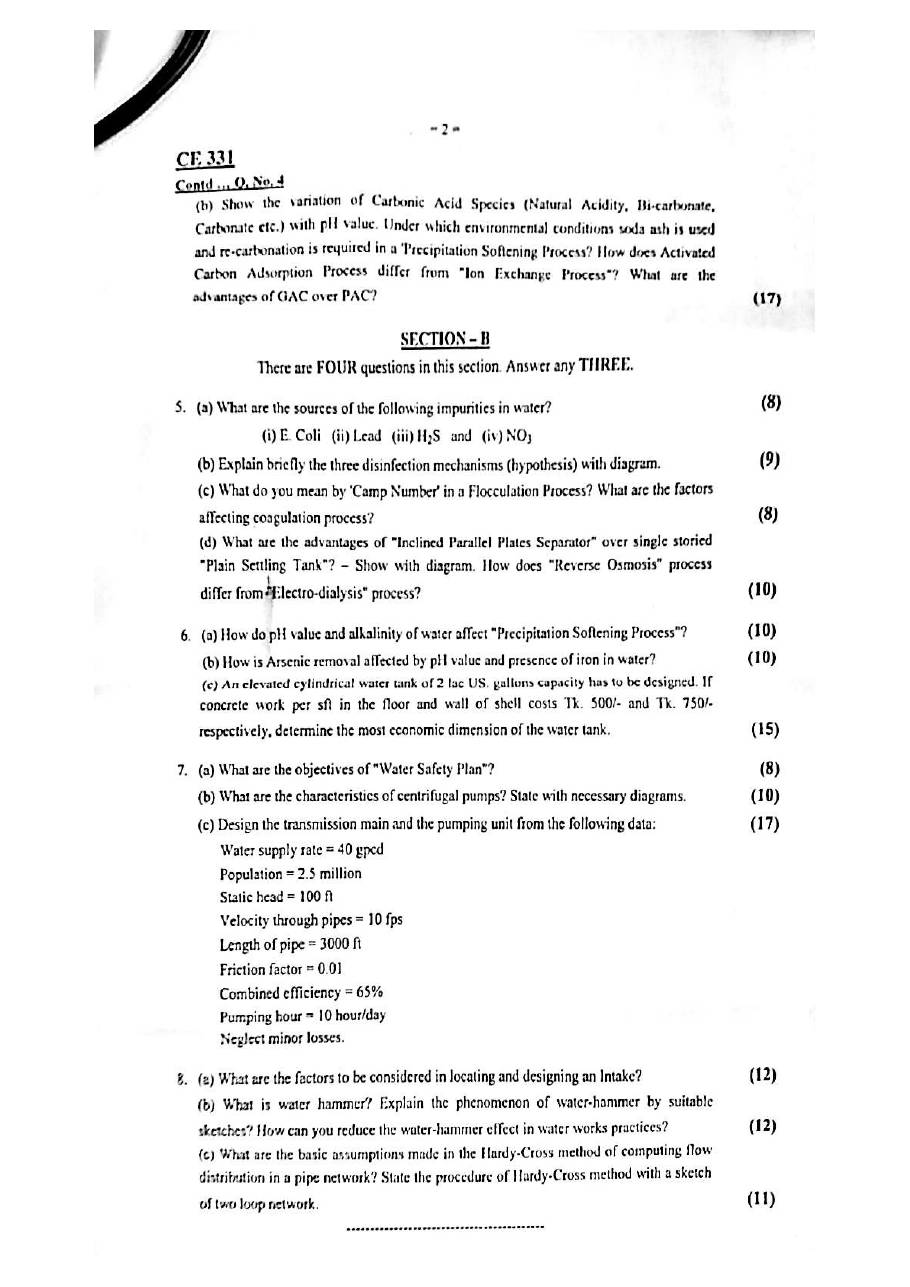 - 2 =
CE 331
Contd ... Q. No. 4
(b) Show the variation of Carbonic Acid Species (Natural Acidity, Bi-carbonate,
Carbonate etc.) with pH value. Under which environmental conditions soda ash is used
and re-carbonation is required in a 'Precipitation Softening Process? How does Activated
Carbon Adsorption Process differ from "Ion Exchange Process"? What are the
advantages of GAC over PAC? (17)
SECTION – B
There are FOUR questions in this section. Answer any THREE.
5. (a) What are the sources of the following impurities in water? (8)
(i) E. Coli (ii) Lead (iii) H₂S and (iv) NO₃
(b) Explain briefly the three disinfection mechanisms (hypothesis) with diagram. (9)
(c) What do you mean by 'Camp Number' in a Flocculation Process? What are the factors
affecting coagulation process? (8)
(d) What are the advantages of "Inclined Parallel Plates Separator" over single storied
"Plain Settling Tank"? – Show with diagram. How does "Reverse Osmosis" process
differ from "Electro-dialysis" process? (10)
6. (a) How do pH value and alkalinity of water affect "Precipitation Softening Process"? (10)
(b) How is Arsenic removal affected by pH value and presence of iron in water? (10)
(c) An elevated cylindrical water tank of 2 lac US. gallons capacity has to be designed. If
concrete work per sft in the floor and wall of shell costs Tk. 500/- and Tk. 750/-
respectively, determine the most economic dimension of the water tank. (15)
7. (a) What are the objectives of "Water Safety Plan"? (8)
(b) What are the characteristics of centrifugal pumps? State with necessary diagrams. (10)
(c) Design the transmission main and the pumping unit from the following data: (17)
Water supply rate = 40 gpcd
Population = 2.5 million
Static head = 100 ft
Velocity through pipes = 10 fps
Length of pipe = 3000 ft
Friction factor = 0.01
Combined efficiency = 65%
Pumping hour = 10 hour/day
Neglect minor losses.
8. (a) What are the factors to be considered in locating and designing an Intake? (12)
(b) What is water hammer? Explain the phenomenon of water-hammer by suitable
sketches? How can you reduce the water-hammer effect in water works practices? (12)
(c) What are the basic assumptions made in the Hardy-Cross method of computing flow
distribution in a pipe network? State the procedure of Hardy-Cross method with a sketch
of two loop network. (11)